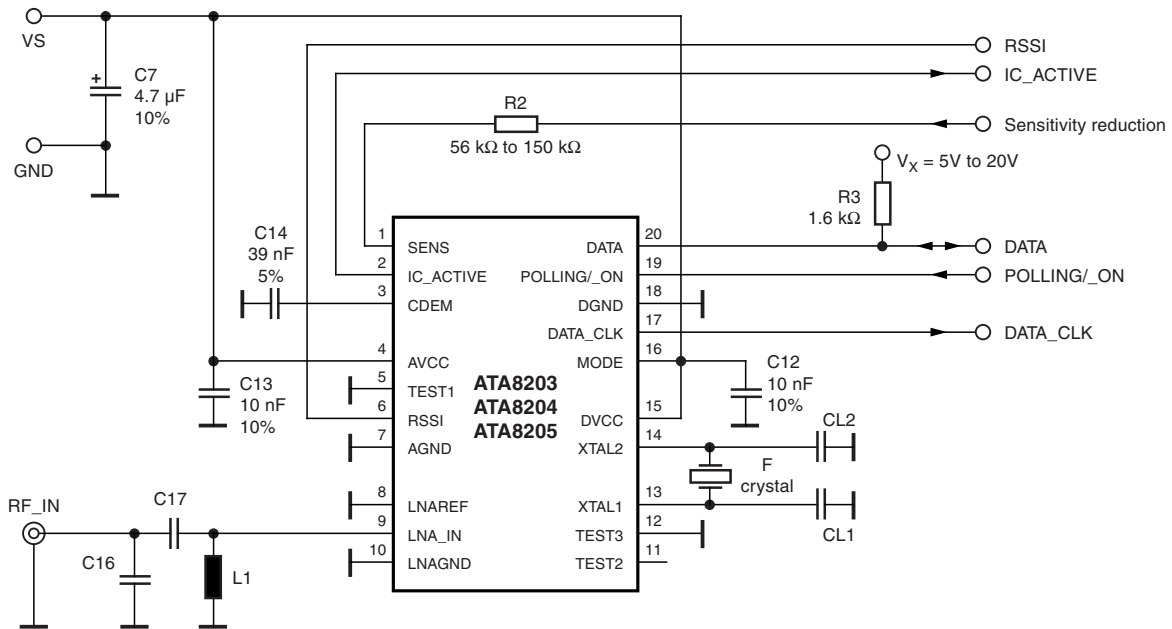 VS
C7
4.7 µF
10%
+
GND
RSSI
IC_ACTIVE
R2
56 kΩ to 150 kΩ
Sensitivity reduction
VX = 5V to 20V
R3
1.6 kΩ
C14
39 nF
5%
1
SENS
DATA
20
DATA
2
IC_ACTIVE
POLLING/_ON
19
POLLING/_ON
3
CDEM
DGND
18
DATA_CLK
17
DATA_CLK
4
AVCC
MODE
16
C13
10 nF
10%
5
TEST1
ATA8203
ATA8204
ATA8205
C12
10 nF
10%
6
RSSI
DVCC
15
7
AGND
XTAL2
14
CL2
F
crystal
8
LNAREF
XTAL1
13
CL1
RF_IN
C17
9
LNA_IN
TEST3
12
C16
L1
10
LNAGND
TEST2
11